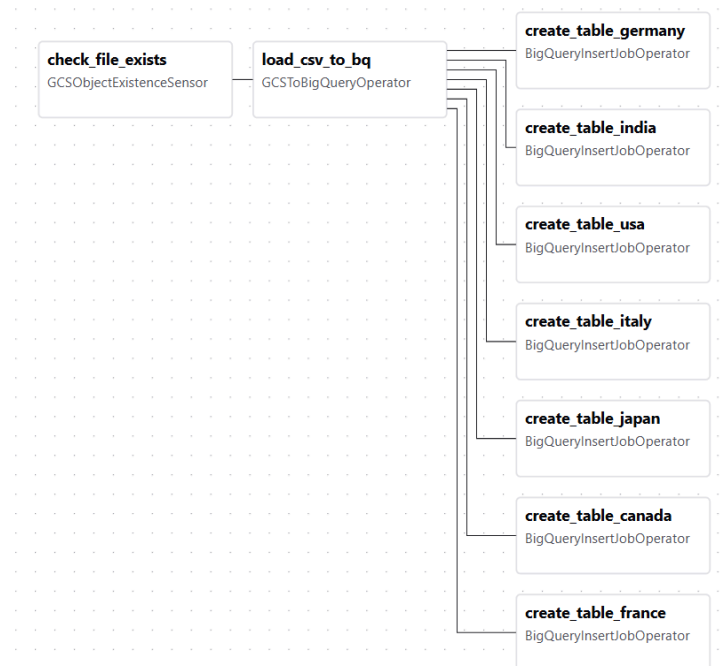 check_file_exists
GCSObjectExistenceSensor
load_csv_to_bq
GCSToBigQueryOperator
create_table_germany
BigQueryInsertJobOperator
create_table_india
BigQueryInsertJobOperator
create_table_usa
BigQueryInsertJobOperator
create_table_italy
BigQueryInsertJobOperator
create_table_japan
BigQueryInsertJobOperator
create_table_canada
BigQueryInsertJobOperator
create_table_france
BigQueryInsertJobOperator